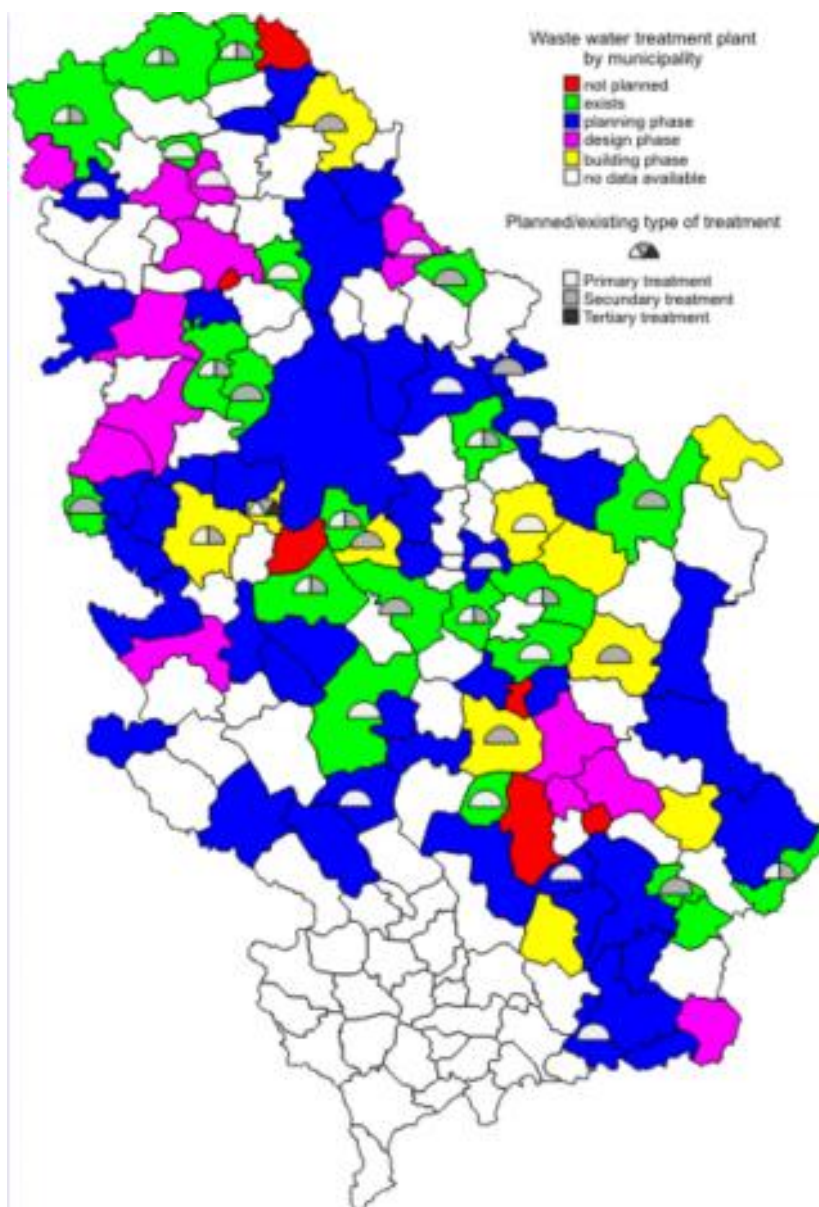 Waste water treatment plant
by municipality
not planned
exists
planning phase
design phase
building phase
no data available
Planned/existing type of treatment
Primary treatment
Secundary treatment
Tertiary treatment